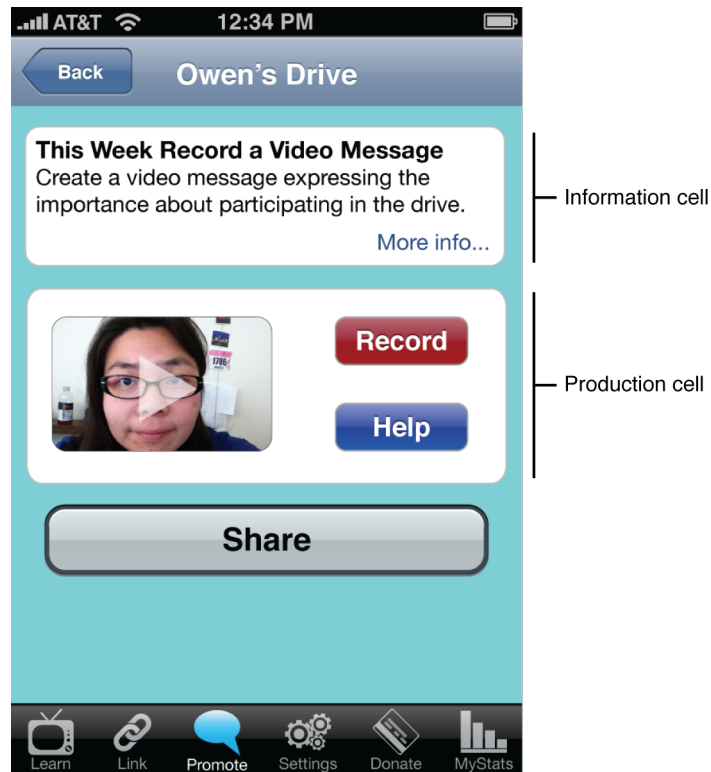 AT&T 12:34 PM
Back Owen's Drive
This Week Record a Video Message
Create a video message expressing the
importance about participating in the drive.
More info...
Information cell
1786
Record
Help
Production cell
Share
Learn Link Promote Settings Donate MyStats